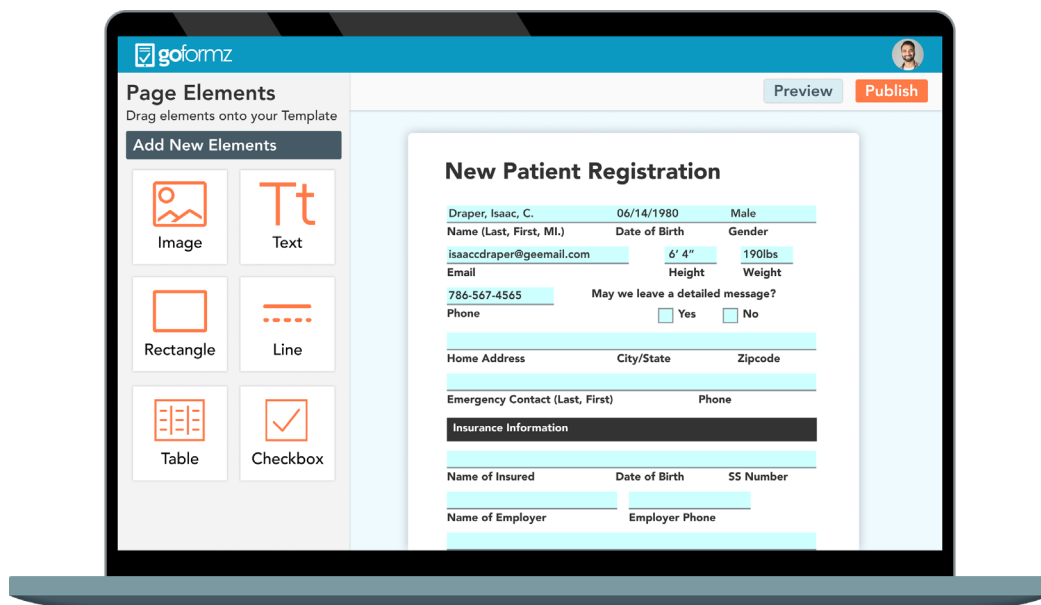 goformz
Page Elements
Drag elements onto your Template
Add New Elements
Image
Text
Rectangle
Line
Table
Checkbox
Preview
Publish
New Patient Registration
Draper, Isaac, C. 06/14/1980 Male
Name (Last, First, MI.) Date of Birth Gender
isaaccdraper@geemail.com 6’ 4” 190lbs
Email Height Weight
786-567-4565 May we leave a detailed message?
Phone Yes No
Home Address City/State Zipcode
Emergency Contact (Last, First) Phone
Insurance Information
Name of Insured Date of Birth SS Number
Name of Employer Employer Phone